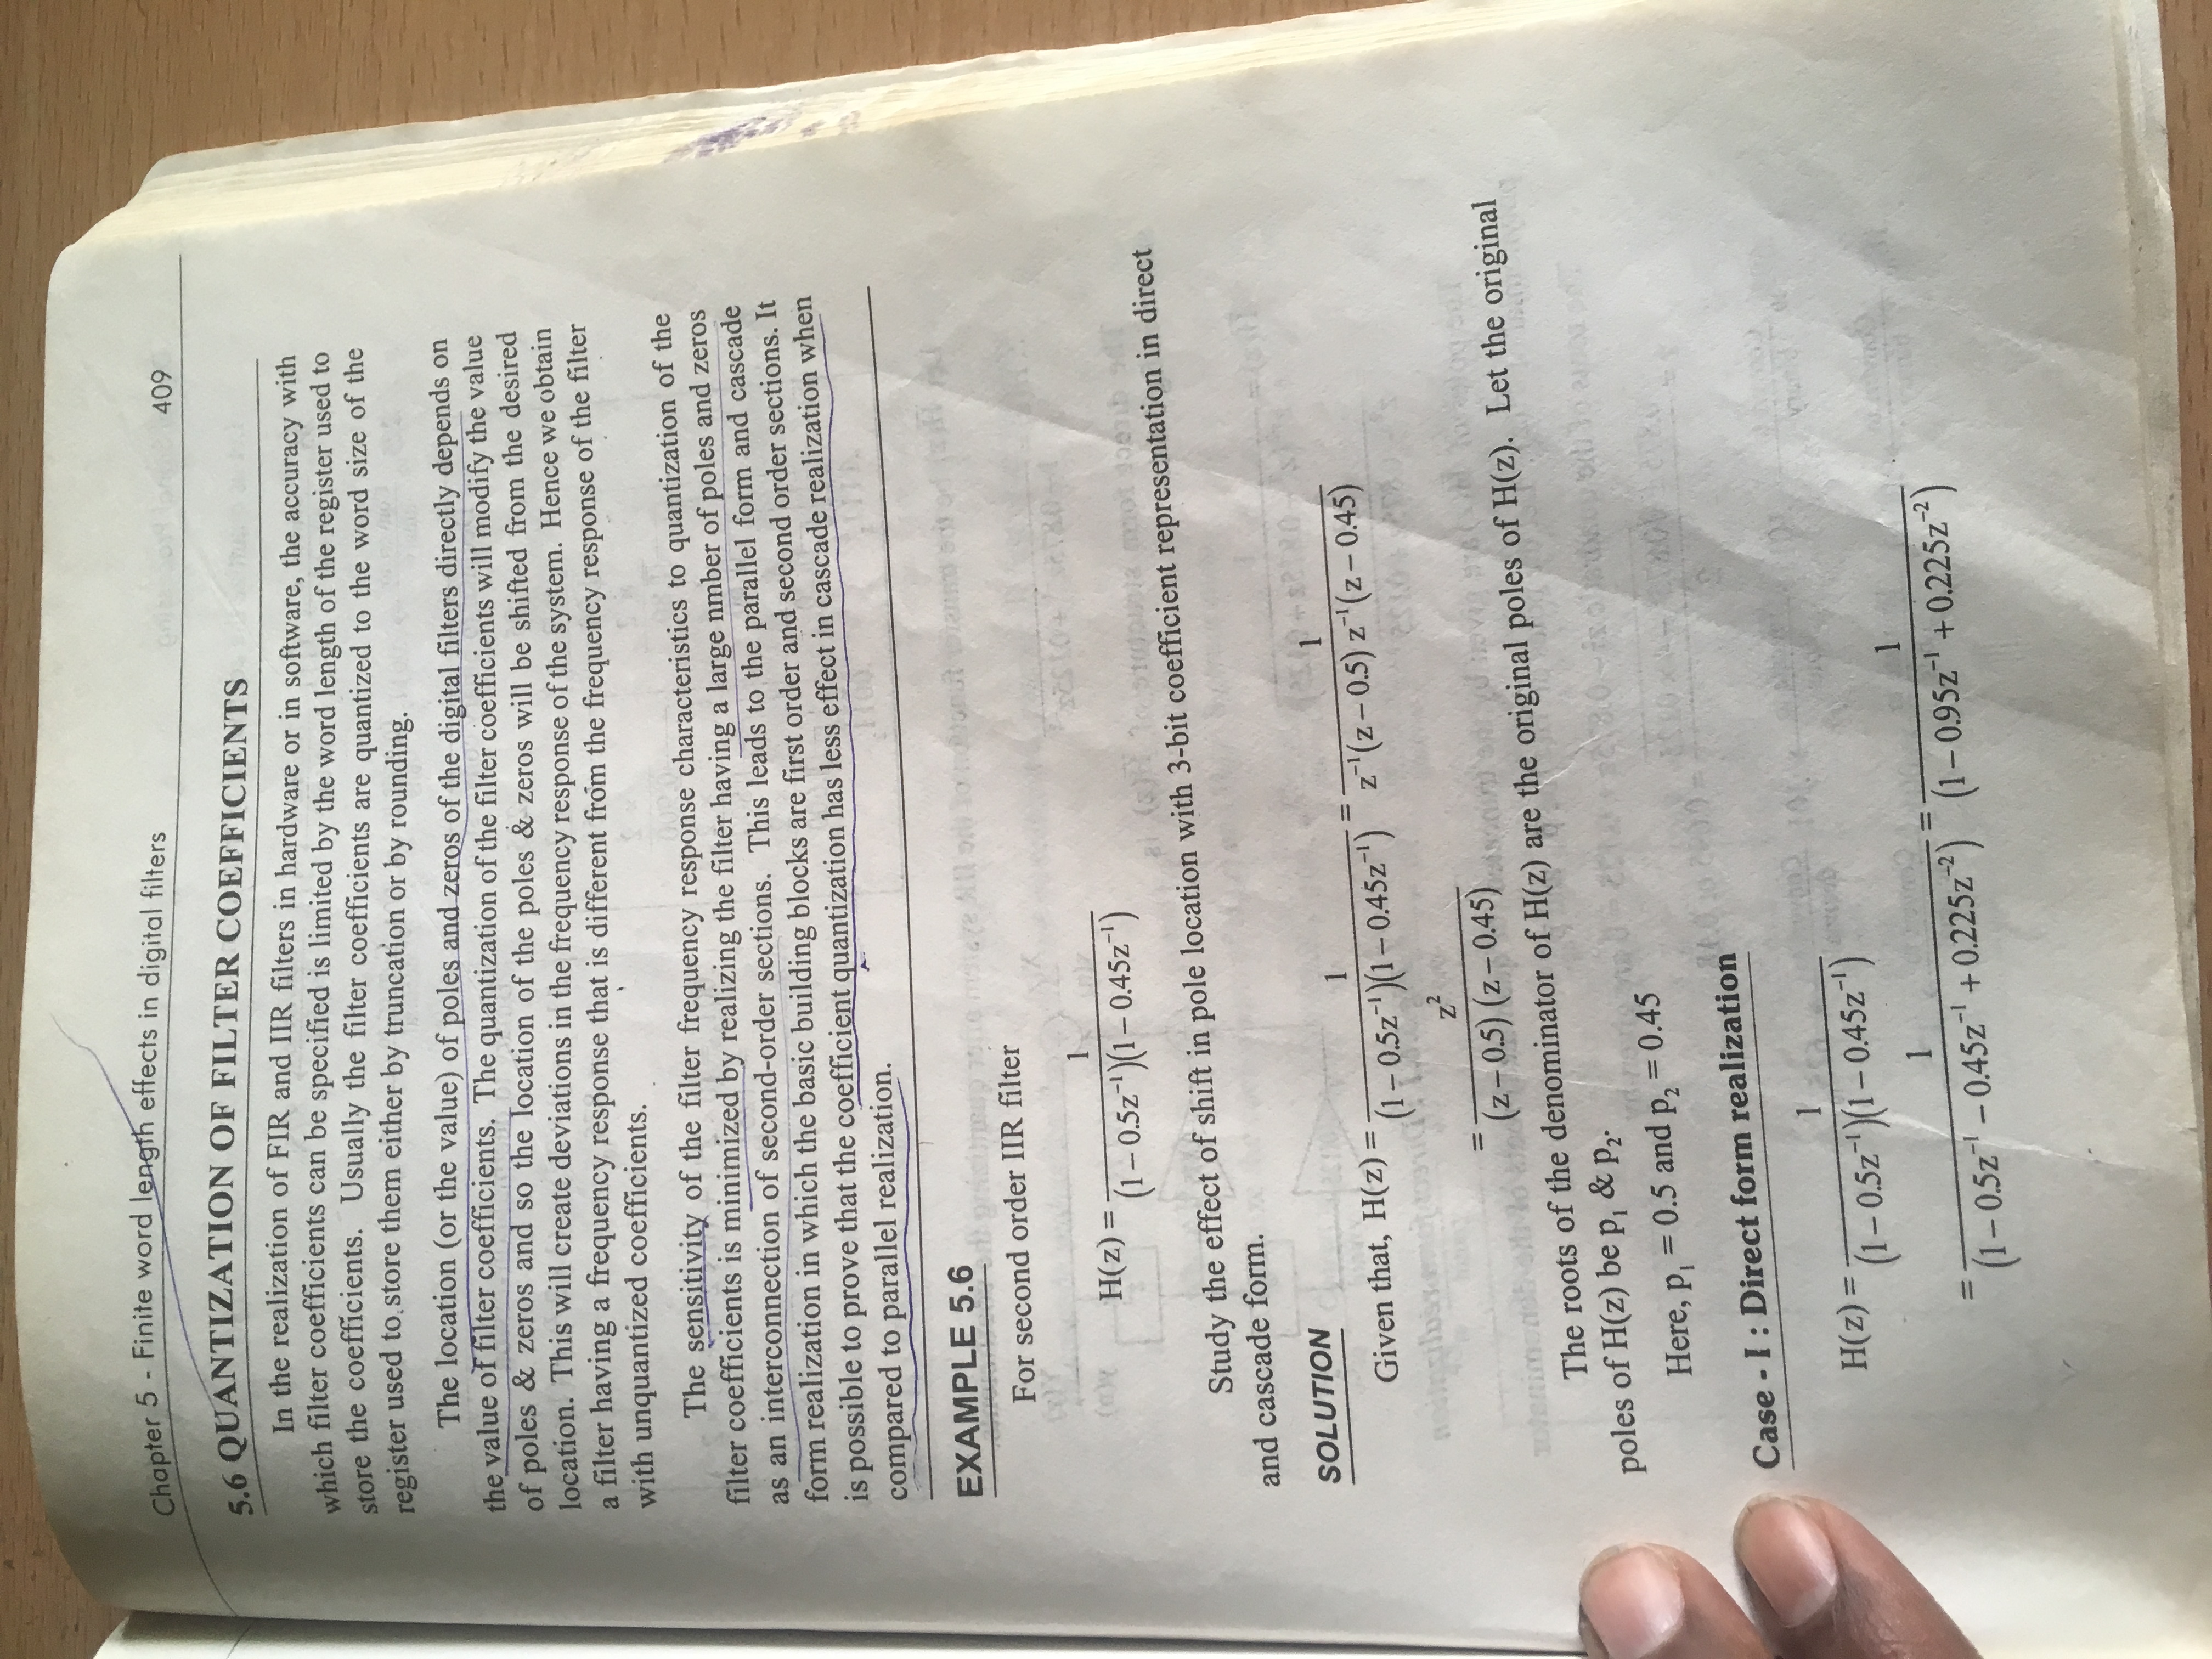 Chapter 5 - Finite word length effects in digital filters 409
5.6 QUANTIZATION OF FILTER COEFFICIENTS
In the realization of FIR and IIR filters in hardware or in software, the accuracy with
which filter coefficients can be specified is limited by the word length of the register used to
store the coefficients. Usually the filter coefficients are quantized to the word size of the
register used to store them either by truncation or by rounding.
The location (or the value) of poles and zeros of the digital filters directly depends on
the value of filter coefficients. The quantization of the filter coefficients will modify the value
of poles & zeros and so the location of the poles & zeros will be shifted from the desired
location. This will create deviations in the frequency response of the system. Hence we obtain
a filter having a frequency response that is different from the frequency response of the filter
with unquantized coefficients.
The sensitivity of the filter frequency response characteristics to quantization of the
filter coefficients is minimized by realizing the filter having a large nmber of poles and zeros
as an interconnection of second-order sections. This leads to the parallel form and cascade
form realization in which the basic building blocks are first order and second order sections. It
is possible to prove that the coefficient quantization has less effect in cascade realization when
compared to parallel realization.
EXAMPLE 5.6
For second order IIR filter
H(z) = 1 / (1 – 0.5z⁻¹)(1 – 0.45z⁻¹)
Study the effect of shift in pole location with 3-bit coefficient representation in direct
and cascade form.
SOLUTION
Given that, H(z) = 1 / (1 – 0.5z⁻¹)(1 – 0.45z⁻¹) = 1 / z⁻¹(z – 0.5) z⁻¹(z – 0.45)
= z² / (z – 0.5) (z – 0.45)
The roots of the denominator of H(z) are the original poles of H(z). Let the original
poles of H(z) be p₁ & p₂.
Here, p₁ = 0.5 and p₂ = 0.45
Case - I : Direct form realization
H(z) = 1 / (1 – 0.5z⁻¹)(1 – 0.45z⁻¹)
= 1 / (1 – 0.5z⁻¹ – 0.45z⁻¹ + 0.225z⁻²) = 1 / (1 – 0.95z⁻¹ + 0.225z⁻²)